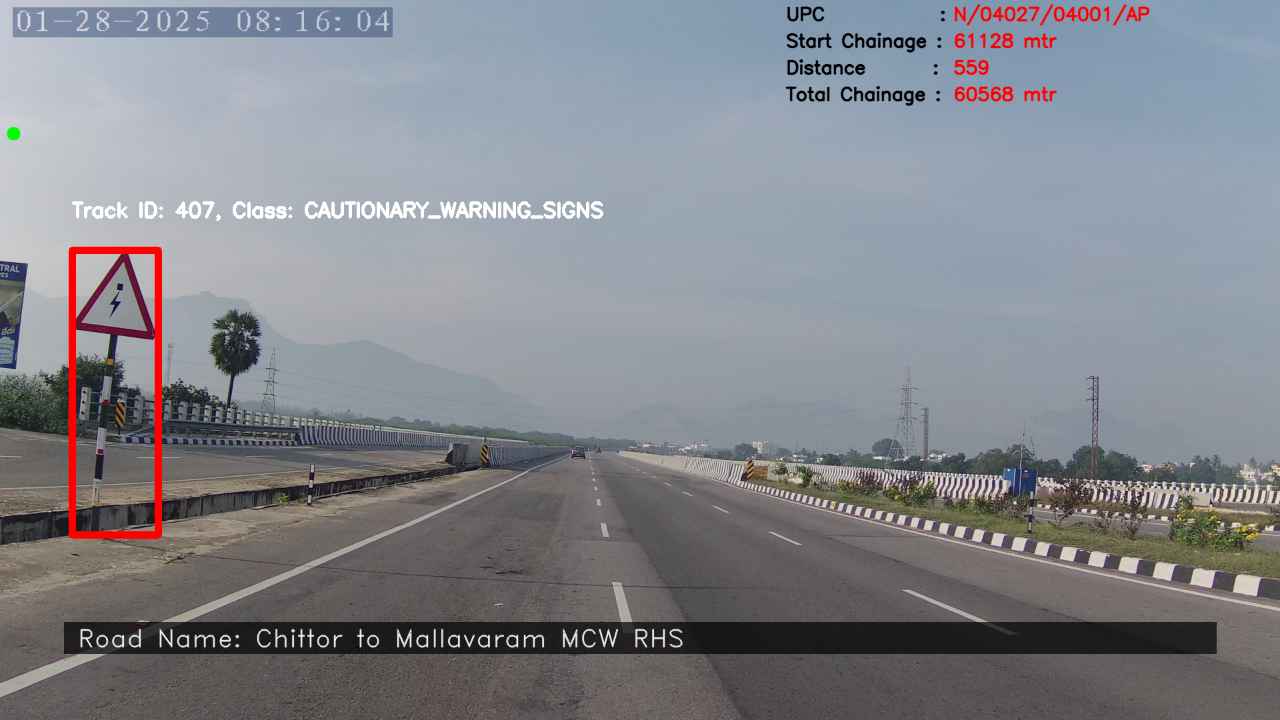 01-28-2025 08:16:04
UPC : N/04027/04001/AP
Start Chainage : 61128 mtr
Distance : 559
Total Chainage : 60568 mtr
Track ID: 407, Class: CAUTIONARY_WARNING_SIGNS
Road Name: Chittor to Mallavaram MCW RHS